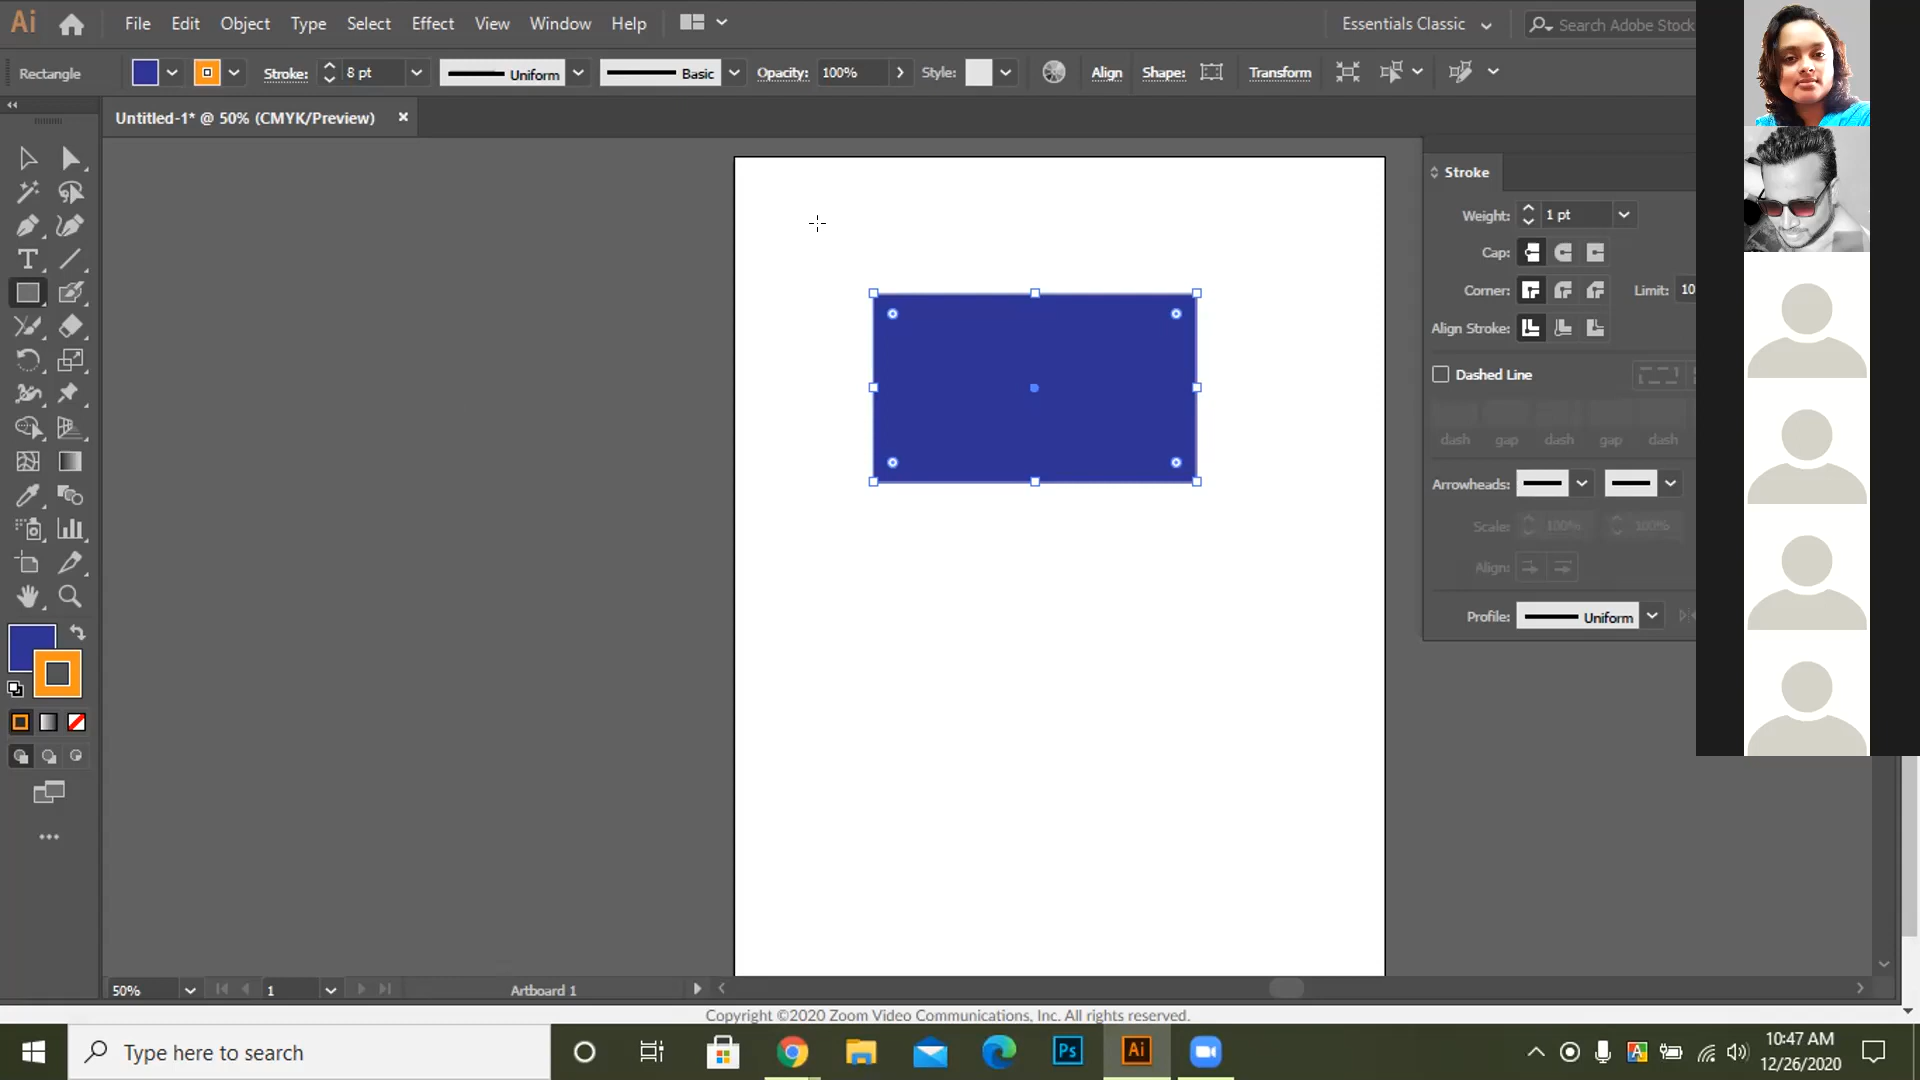 Ai File Edit Object Type Select Effect View Window Help Essentials Classic Search Adobe Stock
Rectangle Stroke: 8 pt Uniform Basic Opacity: 100% Style: Align Shape: Transform
Untitled-1* @ 50% (CMYK/Preview) ×
Stroke
Weight: 1 pt
Cap:
Corner: Limit: 10
Align Stroke:
Dashed Line
dash gap dash gap dash
Arrowheads:
Scale: 100% 100%
Align:
Profile: Uniform
50% 1 Artboard 1
Copyright ©2020 Zoom Video Communications, Inc. All rights reserved.
Type here to search
Ps
Ai
A
10:47 AM
12/26/2020